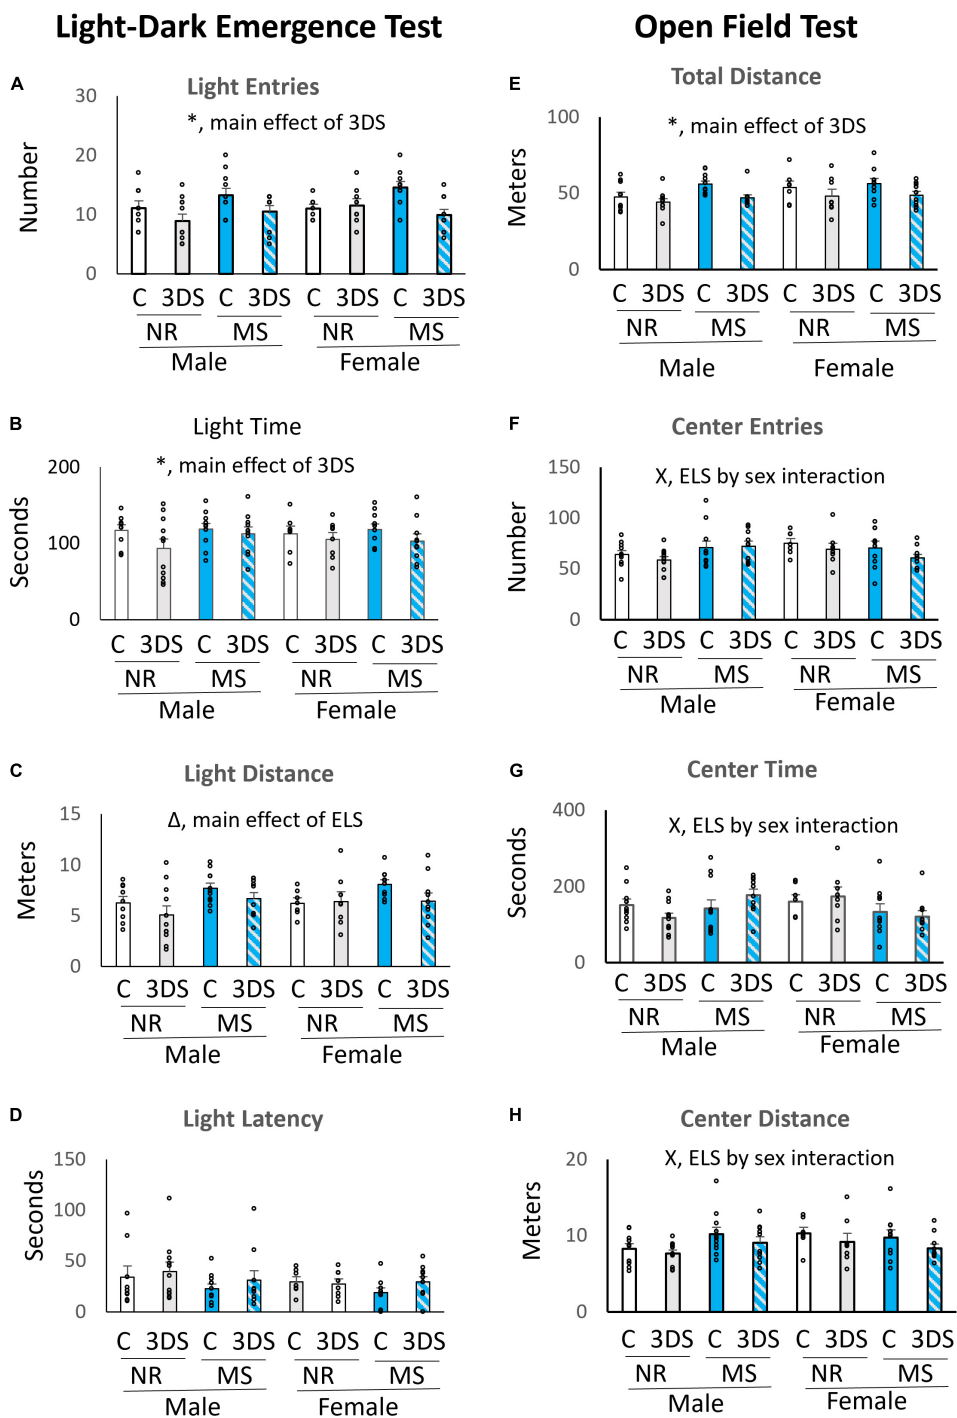 Light-Dark Emergence Test
Open Field Test
A
Light Entries
*, main effect of 3DS
Number
30
20
10
0
C 3DS C 3DS C 3DS C 3DS
NR MS NR MS
Male Female
B
Light Time
*, main effect of 3DS
Seconds
200
100
0
C 3DS C 3DS C 3DS C 3DS
NR MS NR MS
Male Female
C
Light Distance
Δ, main effect of ELS
Meters
15
10
5
0
C 3DS C 3DS C 3DS C 3DS
NR MS NR MS
Male Female
D
Light Latency
Seconds
150
100
50
0
C 3DS C 3DS C 3DS C 3DS
NR MS NR MS
Male Female
E
Total Distance
*, main effect of 3DS
Meters
100
50
0
C 3DS C 3DS C 3DS C 3DS
NR MS NR MS
Male Female
F
Center Entries
X, ELS by sex interaction
Number
150
100
50
0
C 3DS C 3DS C 3DS C 3DS
NR MS NR MS
Male Female
G
Center Time
X, ELS by sex interaction
Seconds
400
200
0
C 3DS C 3DS C 3DS C 3DS
NR MS NR MS
Male Female
H
Center Distance
X, ELS by sex interaction
Meters
20
10
0
C 3DS C 3DS C 3DS C 3DS
NR MS NR MS
Male Female